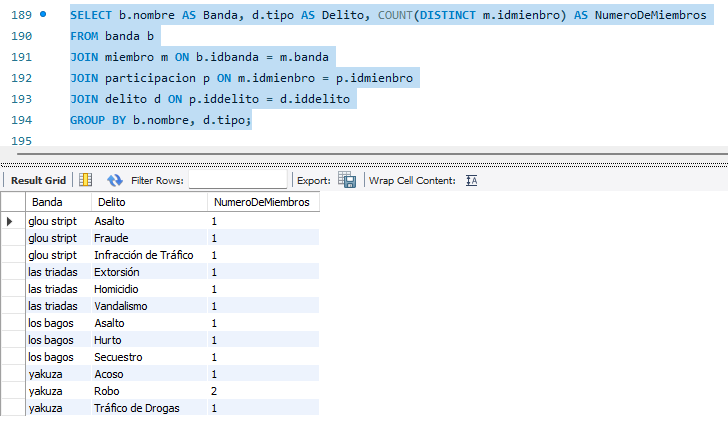 189 SELECT b.nombre AS Banda, d.tipo AS Delito, COUNT(DISTINCT m.idmienbro) AS NumeroDeMiembros
190 FROM banda b
191 JOIN miembro m ON b.idbanda = m.banda
192 JOIN participacion p ON m.idmienbro = p.idmienbro
193 JOIN delito d ON p.iddelito = d.iddelito
194 GROUP BY b.nombre, d.tipo;
195
Result Grid Filter Rows: Export: Wrap Cell Content:
Banda Delito NumeroDeMiembros
glou stript Asalto 1
glou stript Fraude 1
glou stript Infracción de Tráfico 1
las triadas Extorsión 1
las triadas Homicidio 1
las triadas Vandalismo 1
los bagos Asalto 1
los bagos Hurto 1
los bagos Secuestro 1
yakuza Acoso 1
yakuza Robo 2
yakuza Tráfico de Drogas 1